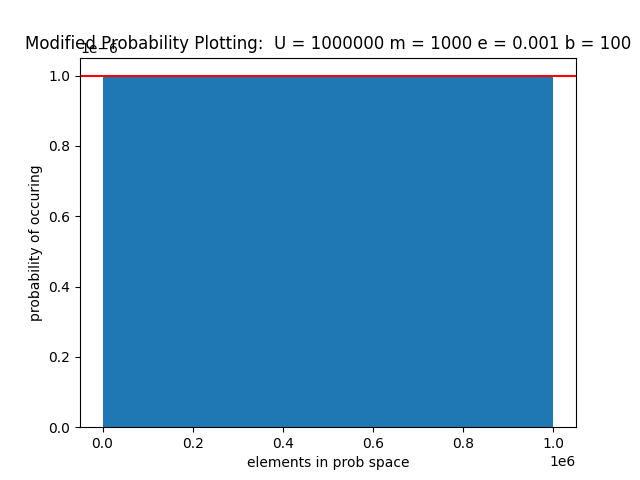 Modified Probability Plotting:  U = 1000000 m = 1000 e = 0.001 b = 100
1e−6
1.0
0.8
0.6
0.4
0.2
0.0
probability of occuring
0.0 0.2 0.4 0.6 0.8 1.0
1e6
elements in prob space